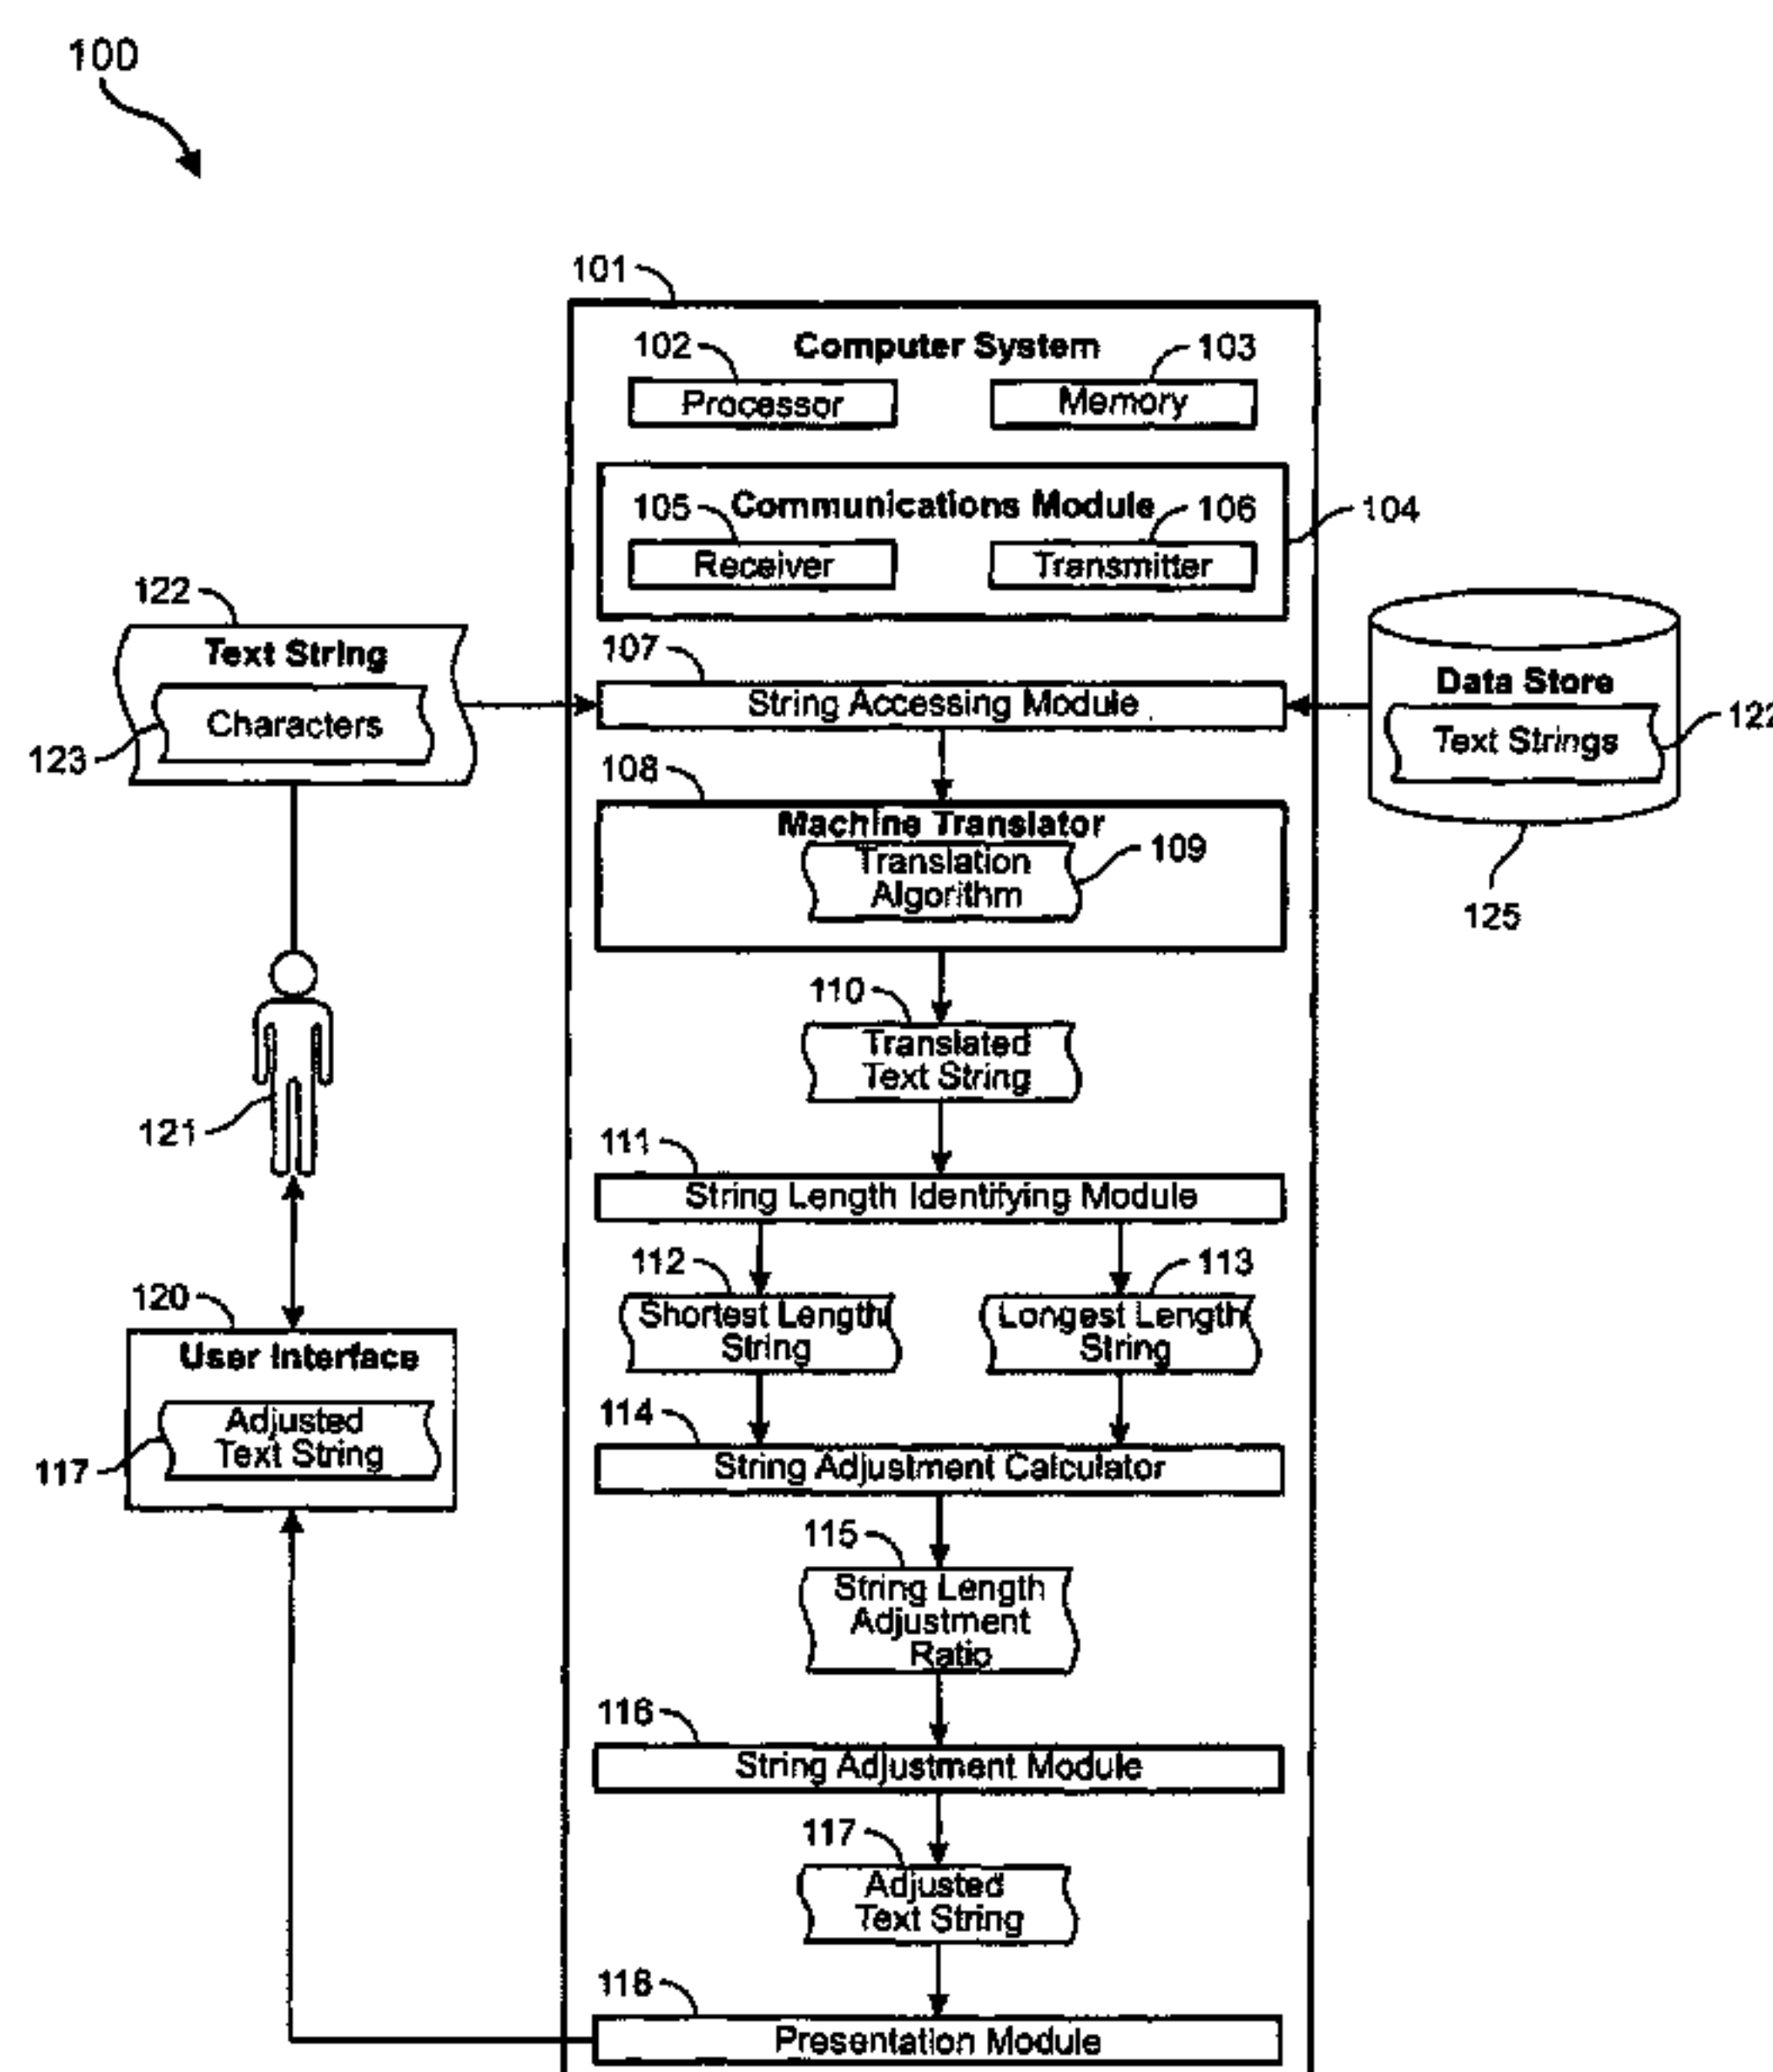 100
101
Computer System
102
103
Processor
Memory
105
Communications Module
106
104
Receiver
Transmitter
122
Text String
Characters
123
107
String Accessing Module
Data Store
Text Strings
122
125
108
Machine Translator
Translation
Algorithm
109
110
Translated
Text String
121
111
String Length Identifying Module
112
113
Shortest Length
String
Longest Length
String
120
User Interface
Adjusted
Text String
117
114
String Adjustment Calculator
115
String Length
Adjustment
Ratio
116
String Adjustment Module
117
Adjusted
Text String
118
Presentation Module